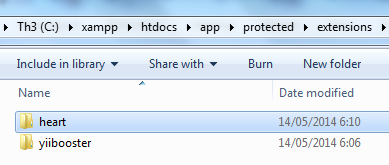 Th3 (C:) ▸ xampp ▸ htdocs ▸ app ▸ protected ▸ extensions ▸
Include in library Share with Burn New folder
Name Date modified
heart 14/05/2014 6:10
yiibooster 14/05/2014 6:06